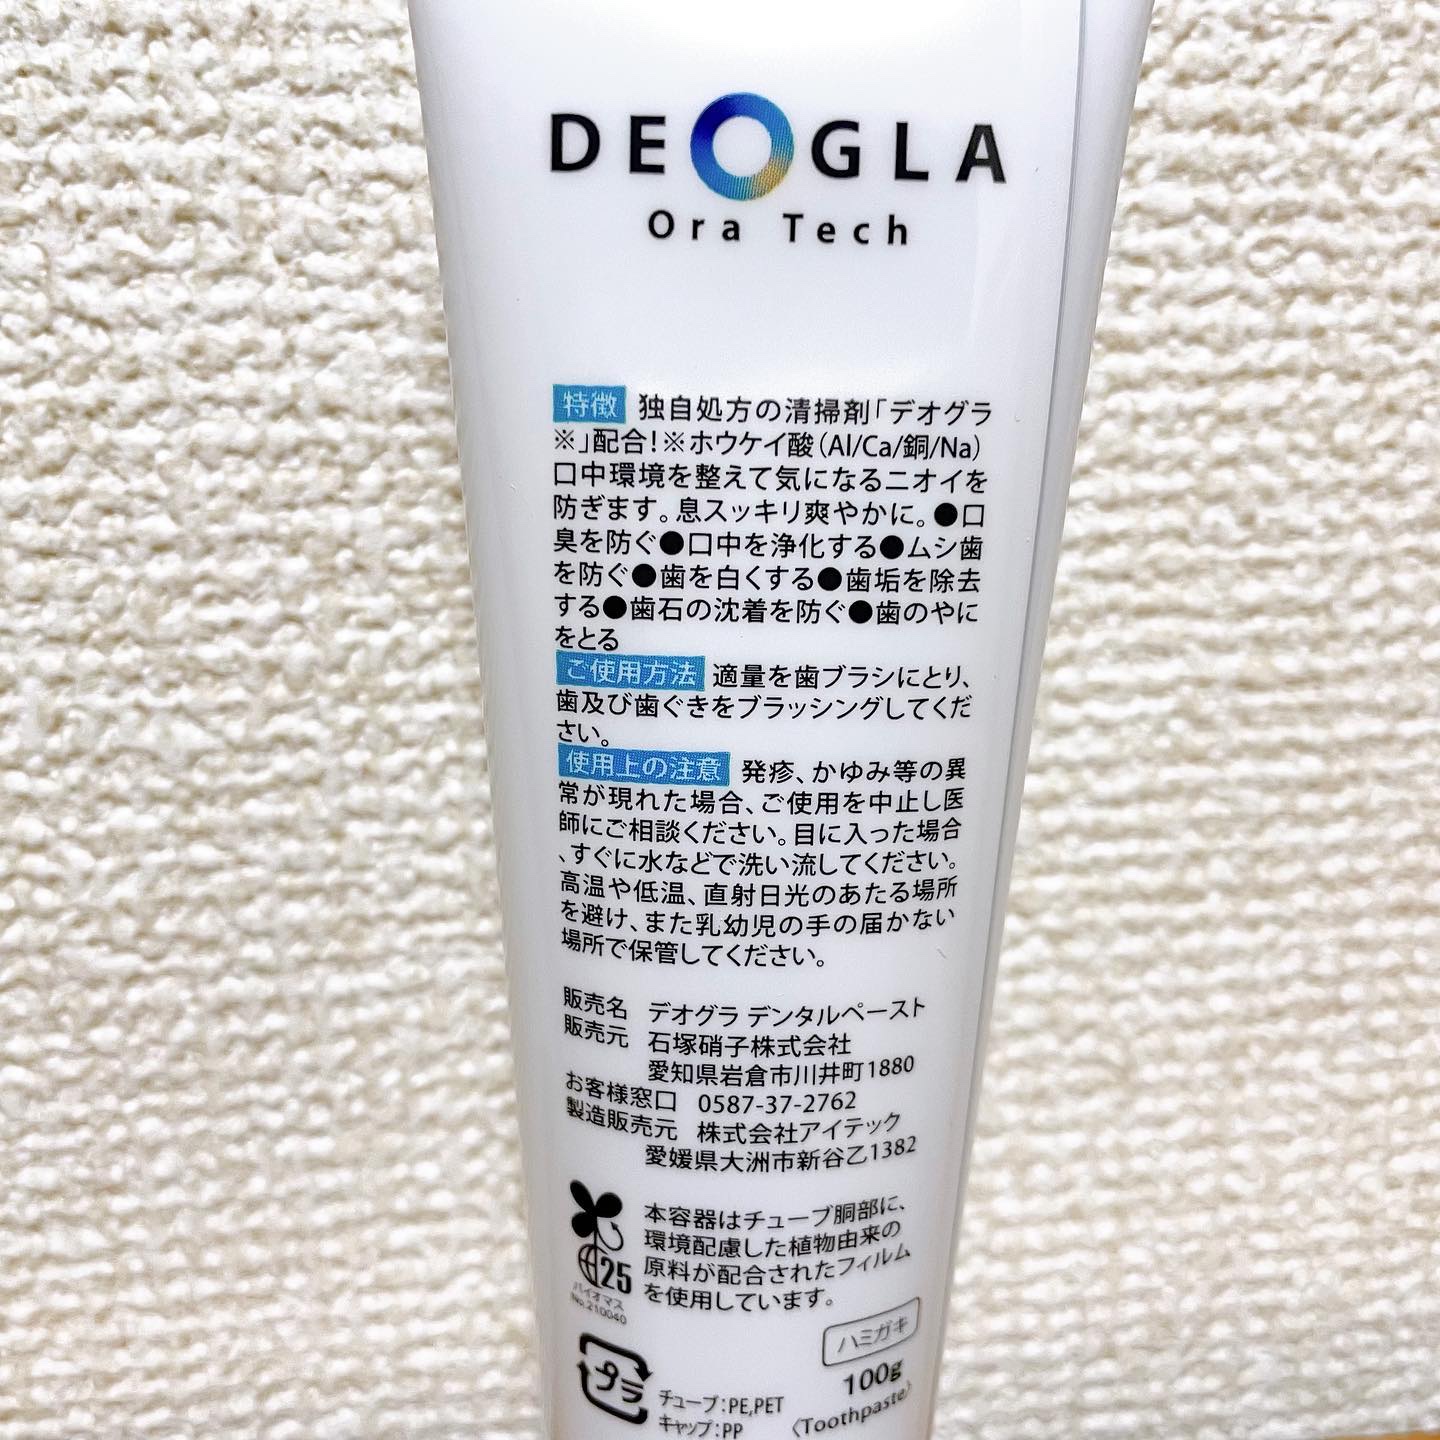 DEOGLA
Ora Tech
特徴 独自処方の清掃剤「デオグラ
※」配合!※ホウケイ酸(Al/Ca/銅/Na)
口中環境を整えて気になるニオイを
防ぎます。息スッキリ爽やかに。●口
臭を防ぐ●口中を浄化する●ムシ歯
を防ぐ●歯を白くする●歯垢を除去
する●歯石の沈着を防ぐ●歯のやに
をとる
ご使用方法 適量を歯ブラシにとり、
歯及び歯ぐきをブラッシングしてくだ
さい。
使用上の注意 発疹、かゆみ等の異
常が現れた場合、ご使用を中止し医
師にご相談ください。目に入った場合
、すぐに水などで洗い流してください。
高温や低温、直射日光のあたる場所
を避け、また乳幼児の手の届かない
場所で保管してください。
販売名 デオグラ デンタルペースト
販売元 石塚硝子株式会社
愛知県岩倉市川井町1880
お客様窓口 0587-37-2762
製造販売元 株式会社アイテック
愛媛県大洲市新谷乙1382
本容器はチューブ胴部に、
環境配慮した植物由来の
原料が配合されたフィルム
を使用しています。
25
バイオマス
No.210040
ハミガキ
100g
〈Toothpaste〉
プラ
チューブ:PE,PET
キャップ:PP